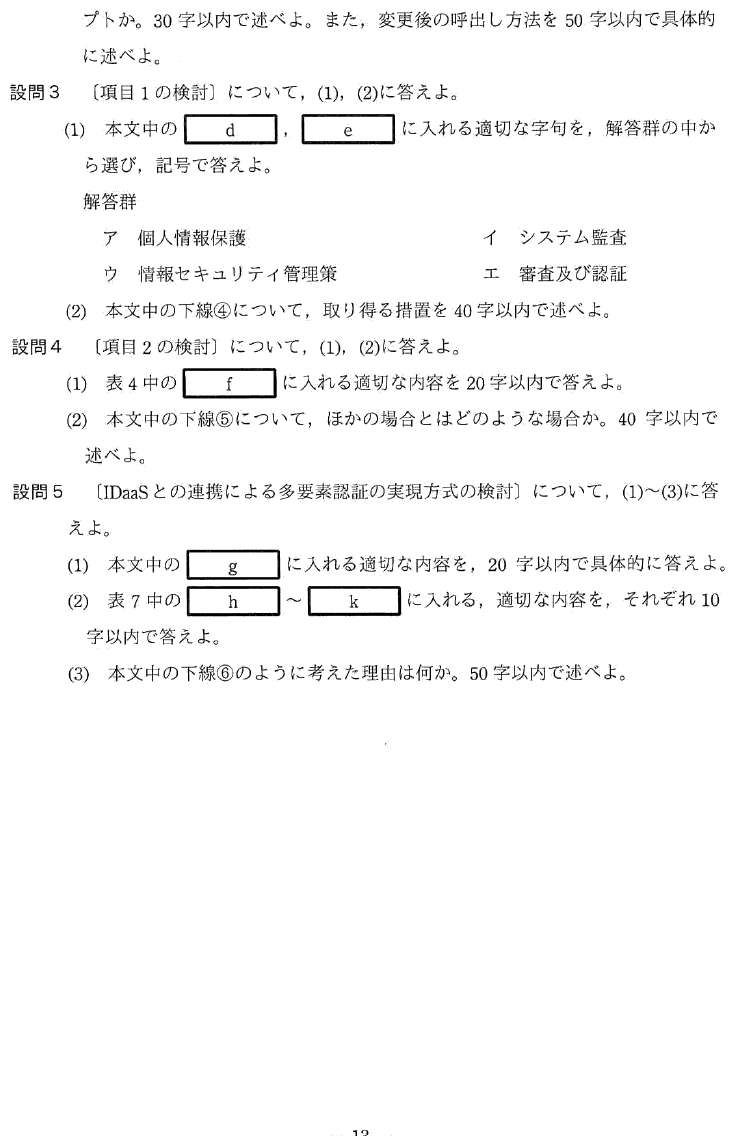 プトか。30 字以内で述べよ。また，変更後の呼出し方法を 50 字以内で具体的
に述べよ。
設問３ 〔項目 1 の検討〕について，(1)，(2)に答えよ。
(1) 本文中の d ， e に入れる適切な字句を，解答群の中か
ら選び，記号で答えよ。
解答群
ア 個人情報保護 イ システム監査
ウ 情報セキュリティ管理策 エ 審査及び認証
(2) 本文中の下線④について，取り得る措置を 40 字以内で述べよ。
設問４ 〔項目 2 の検討〕について，(1)，(2)に答えよ。
(1) 表 4 中の f に入れる適切な内容を 20 字以内で答えよ。
(2) 本文中の下線⑤について，ほかの場合とはどのような場合か。40 字以内で
述べよ。
設問５ 〔IDaaS との連携による多要素認証の実現方式の検討〕について，(1)～(3)に答
えよ。
(1) 本文中の g に入れる適切な内容を，20 字以内で具体的に答えよ。
(2) 表 7 中の h ～ k に入れる，適切な内容を，それぞれ 10
字以内で答えよ。
(3) 本文中の下線⑥のように考えた理由は何か。50 字以内で述べよ。
－ 13 －